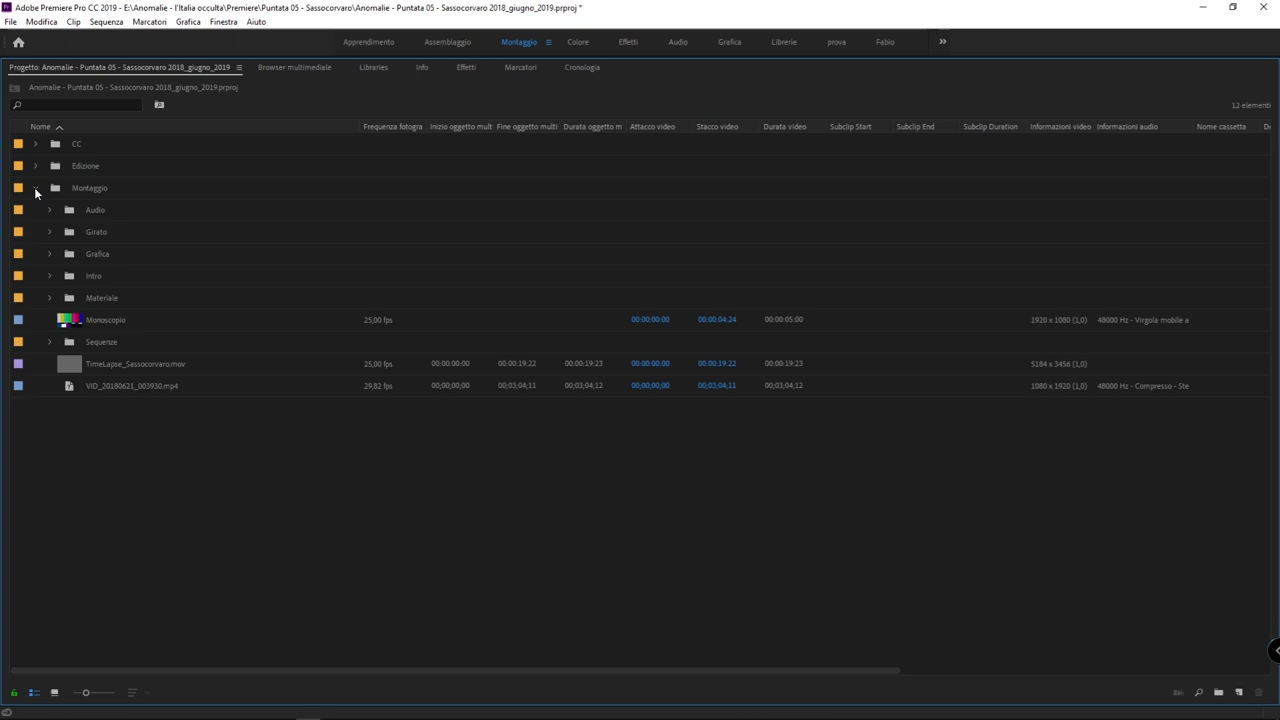 Adobe Premiere Pro CC 2019 - E:\Anomalie - l'Italia occulta\Premiere\Puntata 05 - Sassocorvaro\Anomalie - Puntata 05 - Sassocorvaro 2018_giugno_2019.prproj *
File Modifica Clip Sequenza Marcatori Grafica Finestra Aiuto
Apprendimento Assemblaggio Montaggio Colore Effetti Audio Grafica Librerie prova Fabio
Progetto: Anomalie - Puntata 05 - Sassocorvaro 2018_giugno_2019 Browser multimediale Libraries Info Effetti Marcatori Cronologia
Anomalie - Puntata 05 - Sassocorvaro 2018_giugno_2019.prproj
12 elementi
Nome Frequenza fotogra Inizio oggetto mult Fine oggetto multi Durata oggetto m Attacco video Stacco video Durata video Subclip Start Subclip End Subclip Duration Informazioni video Informazioni audio Nome cassetta De
CC
Edizione
Montaggio
Audio
Girato
Grafica
Intro
Materiale
Monoscopio 25,00 fps 00:00:00:00 00:00:04:24 00:00:05:00 1920 x 1080 (1,0) 48000 Hz - Virgola mobile a
Sequenze
TimeLapse_Sassocorvaro.mov 25,00 fps 00:00:00:00 00:00:19:22 00:00:19:23 00:00:00:00 00:00:19:22 00:00:19:23 5184 x 3456 (1,0)
VID_20180621_003930.mp4 29,82 fps 00;00;00;00 00;03;04;11 00;03;04;12 00;00;00;00 00;03;04;11 00;03;04;12 1080 x 1920 (1,0) 48000 Hz - Compresso - Ste